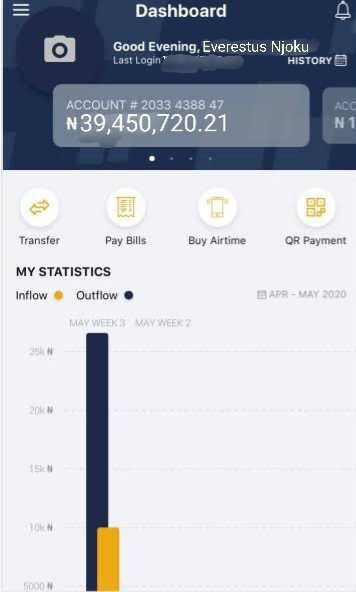 Dashboard
Good Evening, Everestus Njoku
Last Login
HISTORY
ACCOUNT # 2033 4388 47
₦39,450,720.21
ACC
₦ 1
Transfer Pay Bills Buy Airtime QR Payment
MY STATISTICS
Inflow Outflow APR - MAY 2020
MAY WEEK 3 MAY WEEK 2
25k ₦
20k ₦
15k ₦
10k ₦
5000 ₦